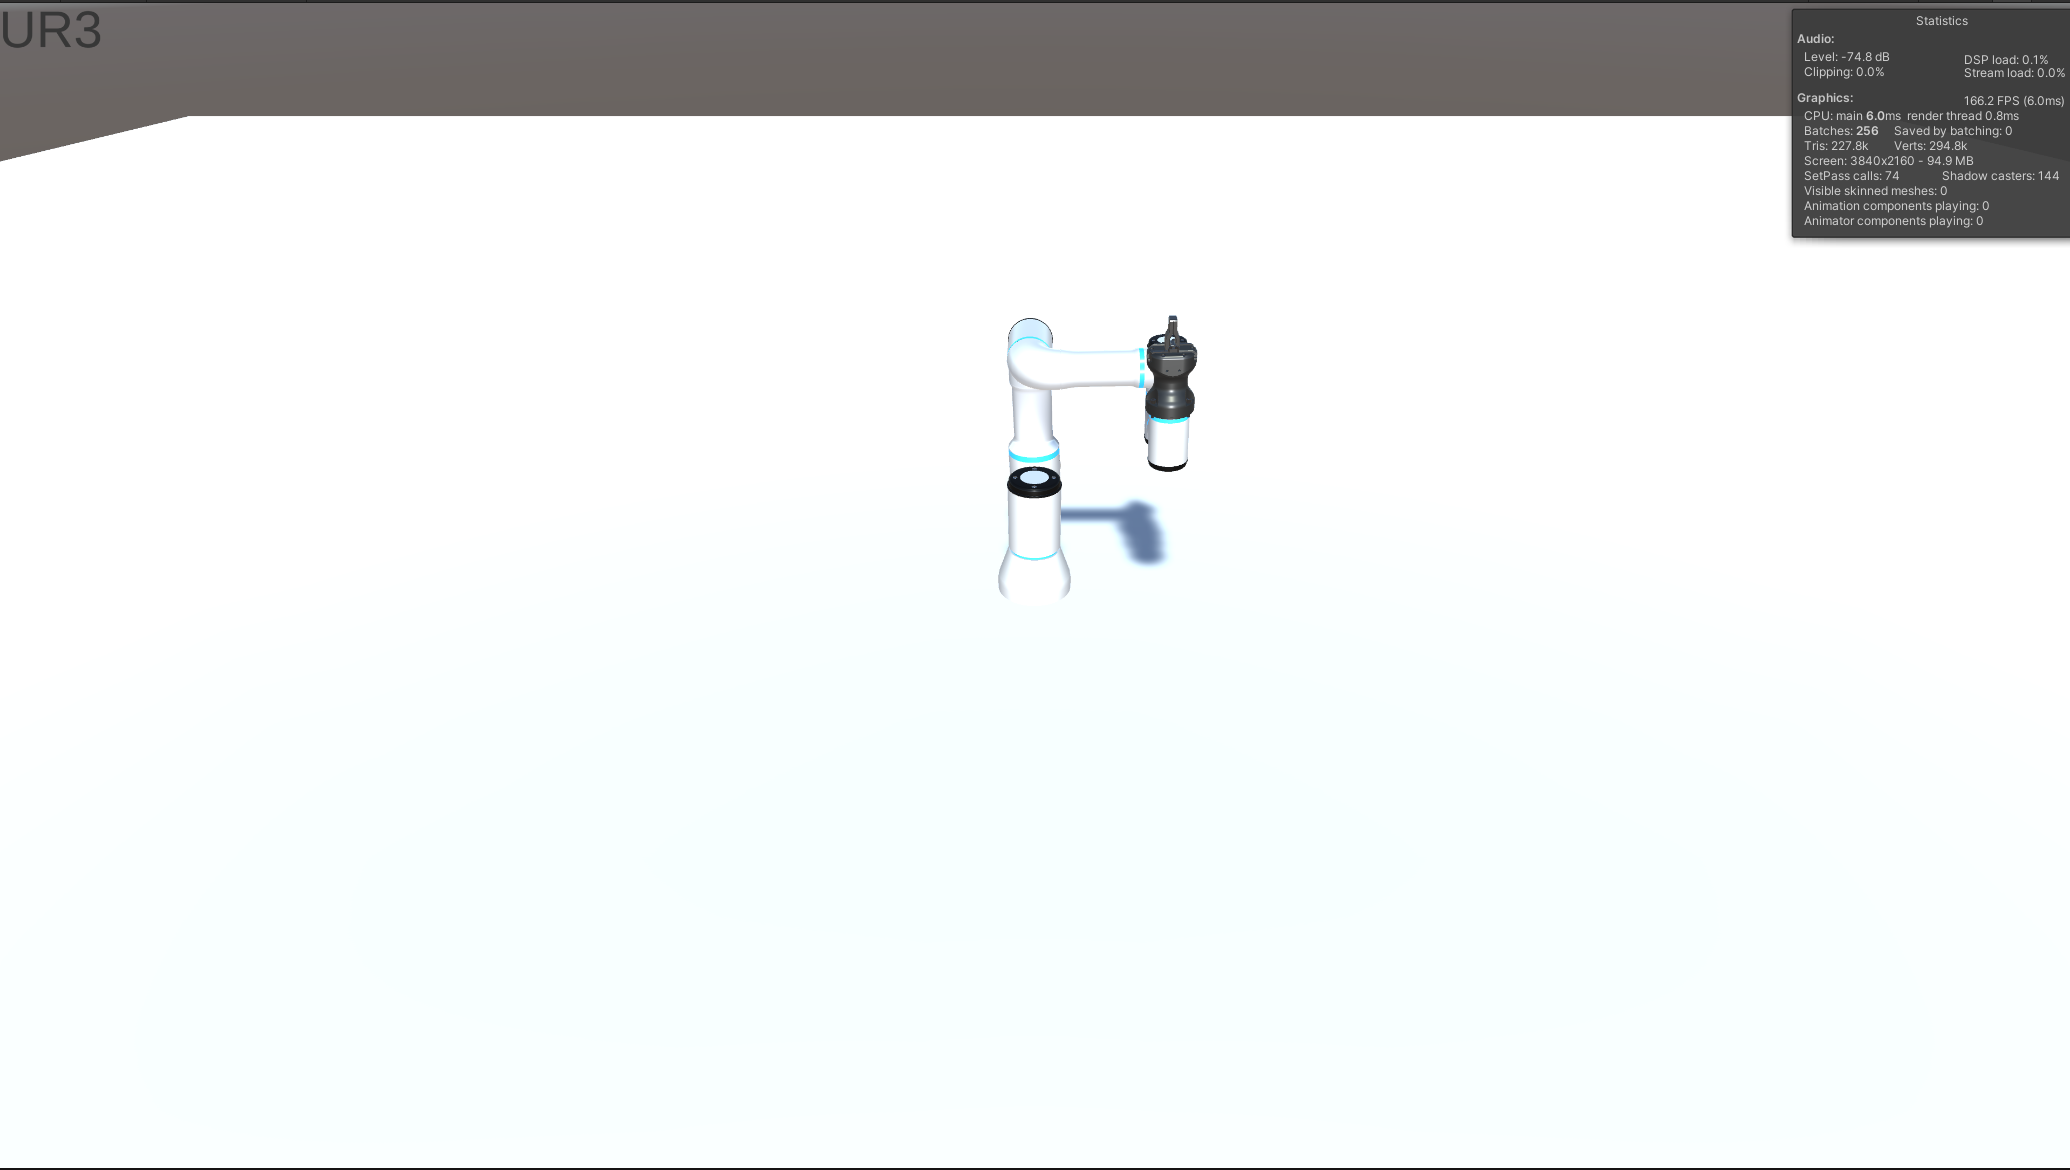 UR3
Statistics
Audio:
Level: -74.8 dB DSP load: 0.1%
Clipping: 0.0% Stream load: 0.0%
Graphics: 166.2 FPS (6.0ms)
CPU: main 6.0ms render thread 0.8ms
Batches: 256 Saved by batching: 0
Tris: 227.8k Verts: 294.8k
Screen: 3840x2160 - 94.9 MB
SetPass calls: 74 Shadow casters: 144
Visible skinned meshes: 0
Animation components playing: 0
Animator components playing: 0